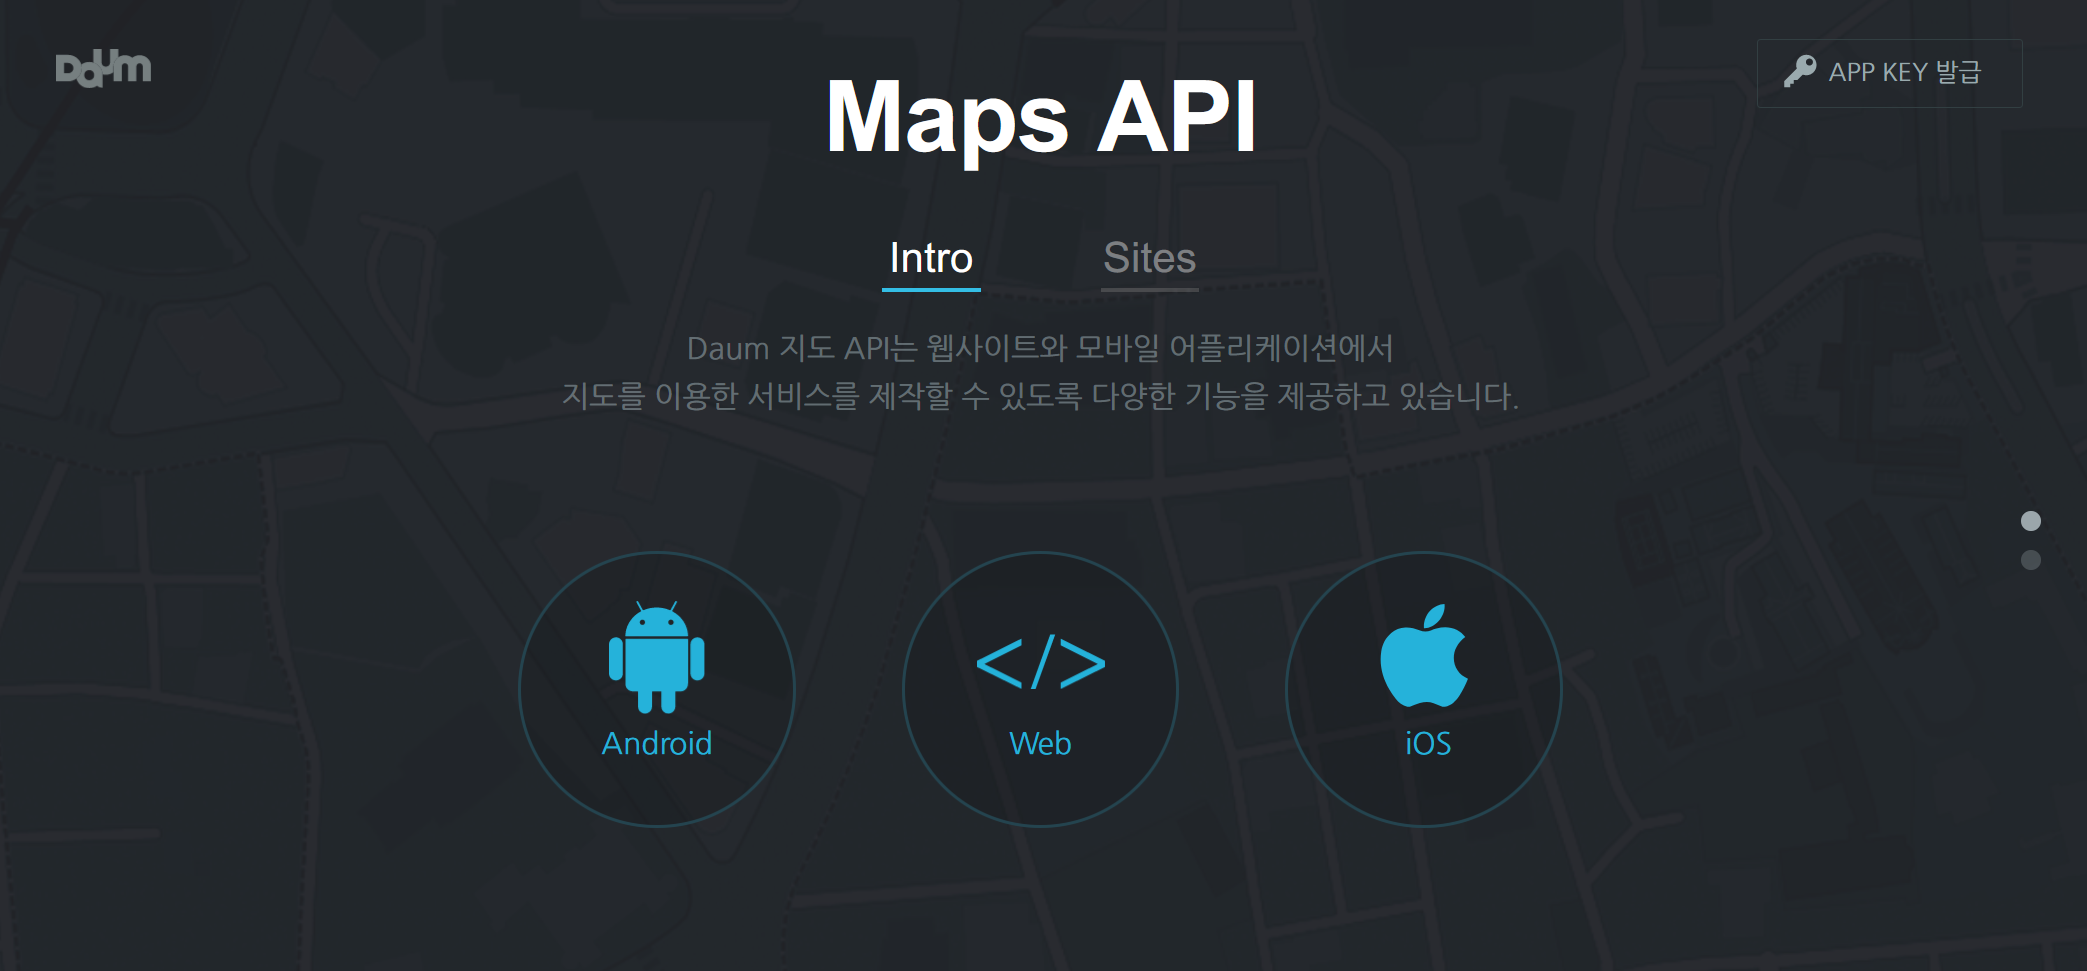 Daum
APP KEY 발급
Maps API
Intro
Sites
Daum 지도 API는 웹사이트와 모바일 어플리케이션에서
지도를 이용한 서비스를 제작할 수 있도록 다양한 기능을 제공하고 있습니다.
</>
Android
Web
iOS